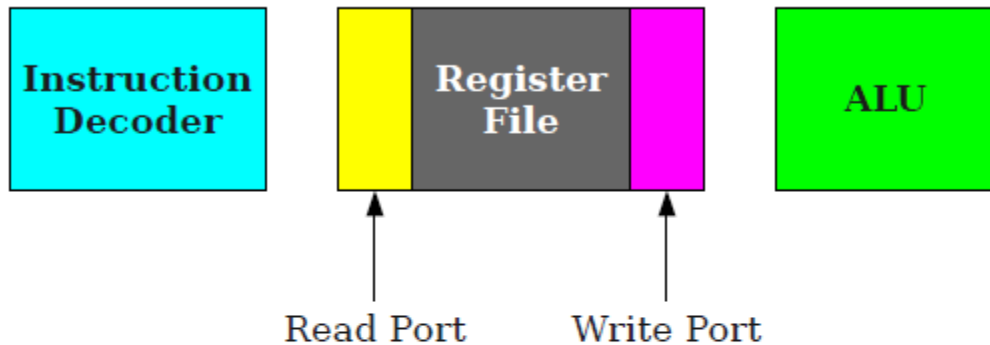 Instruction
Decoder
Register
File
ALU
Read Port
Write Port